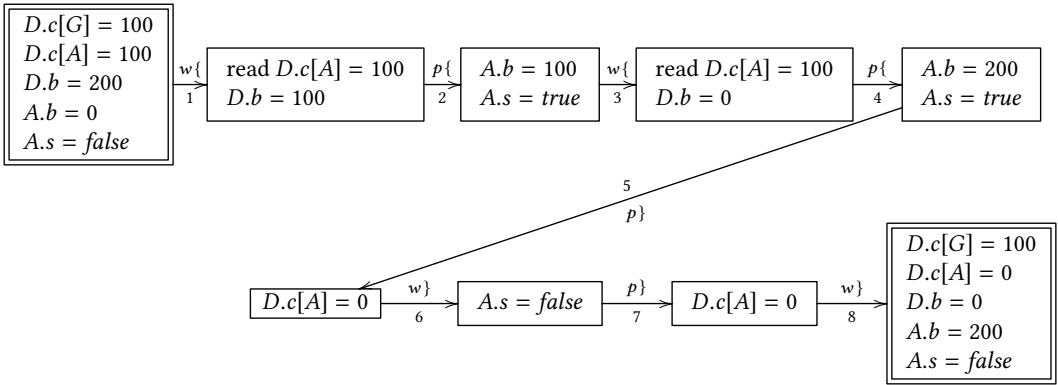 D.c[G] = 100
D.c[A] = 100
D.b = 200
A.b = 0
A.s = false
w{
1
read D.c[A] = 100
D.b = 100
p{
2
A.b = 100
A.s = true
w{
3
read D.c[A] = 100
D.b = 0
p{
4
A.b = 200
A.s = true
5
p}
D.c[A] = 0
w}
6
A.s = false
p}
7
D.c[A] = 0
w}
8
D.c[G] = 100
D.c[A] = 0
D.b = 0
A.b = 200
A.s = false